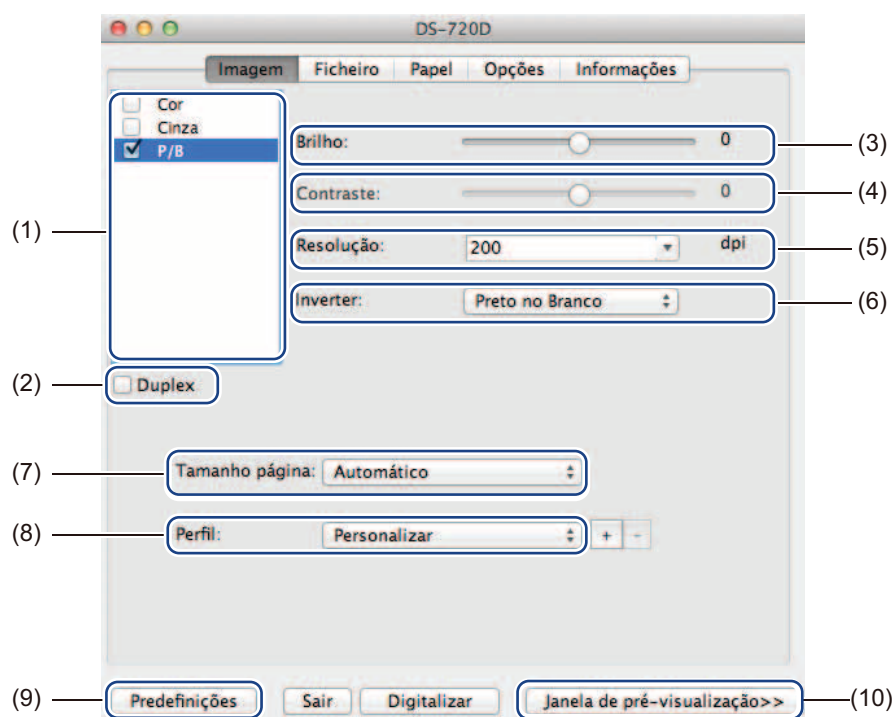 DS-720D
Imagem Ficheiro Papel Opções Informações
Cor
Cinza
P/B
Brilho: 0
Contraste: 0
Resolução: 200 dpi
Inverter: Preto no Branco
Duplex
Tamanho página: Automático
Perfil: Personalizar + -
Predefinições Sair Digitalizar Janela de pré-visualização>>
(1)
(2)
(3)
(4)
(5)
(6)
(7)
(8)
(9)
(10)